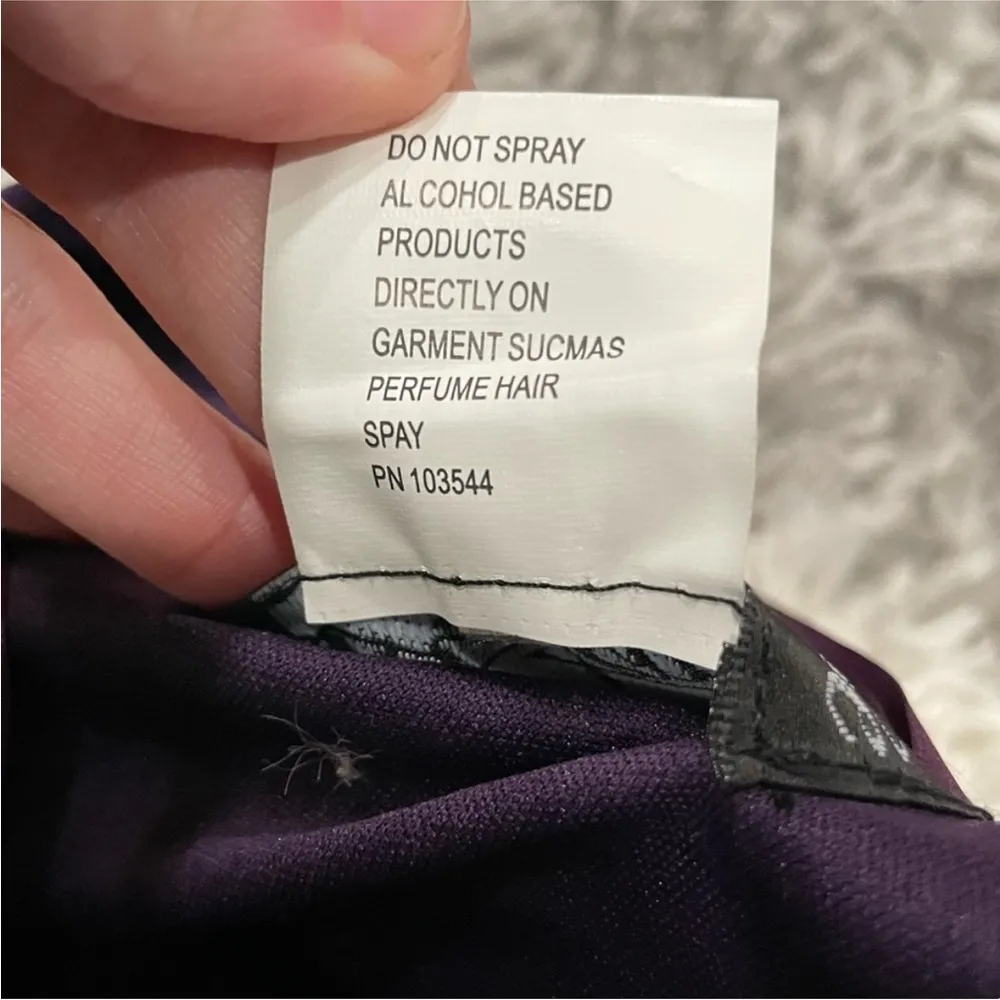 DO NOT SPRAY
AL COHOL BASED
PRODUCTS
DIRECTLY ON
GARMENT SUCMAS
PERFUME HAIR
SPAY
PN 103544